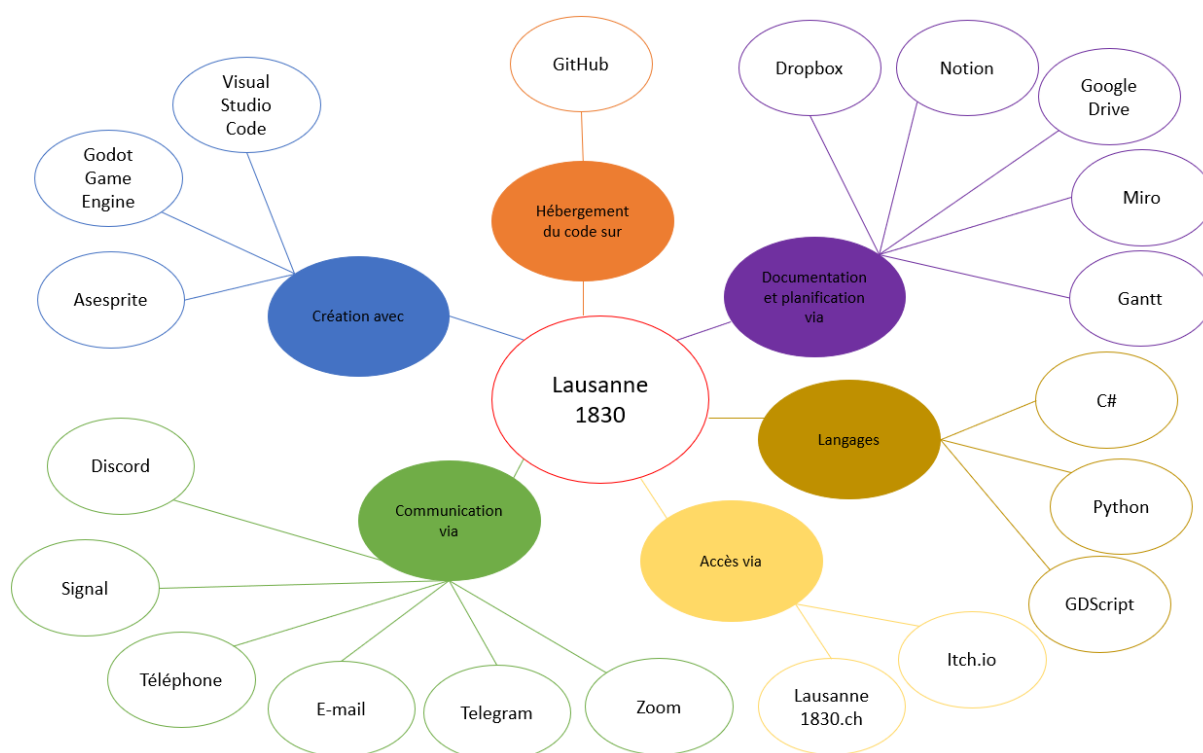 GitHub
Dropbox
Notion
Google
Drive
Visual
Studio
Code
Godot
Game
Engine
Hébergement
du code sur
Miro
Asesprite
Création avec
Documentation
et planification
via
Gantt
Lausanne
1830
C#
Langages
Discord
Communication
via
Python
Accès via
Signal
GDScript
Téléphone
E-mail
Telegram
Zoom
Lausanne
1830.ch
Itch.io